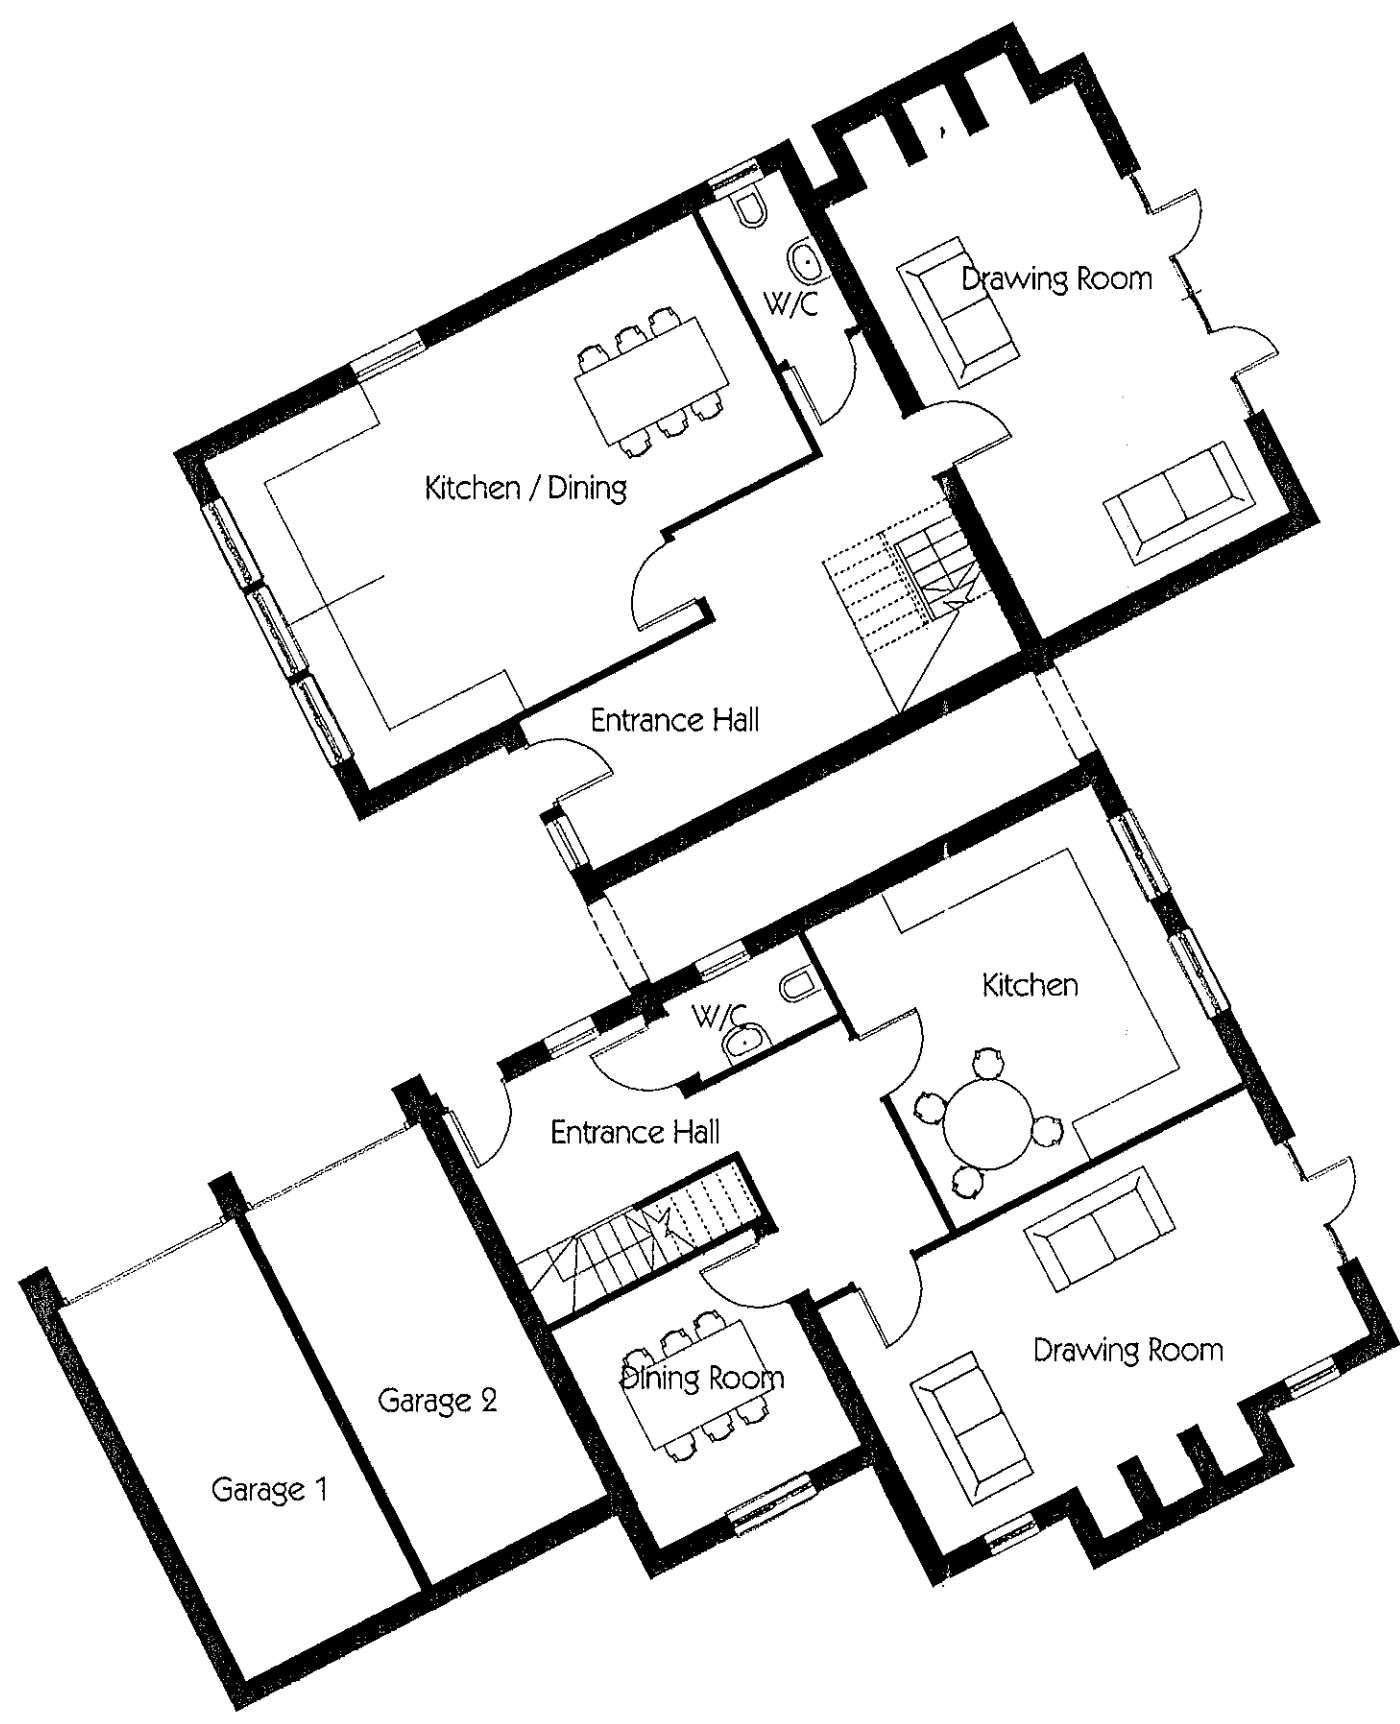 Drawing Room
W/C
Kitchen / Dining
Entrance Hall
Kitchen
W/C
Entrance Hall
Drawing Room
Dining Room
Garage 2
Garage 1